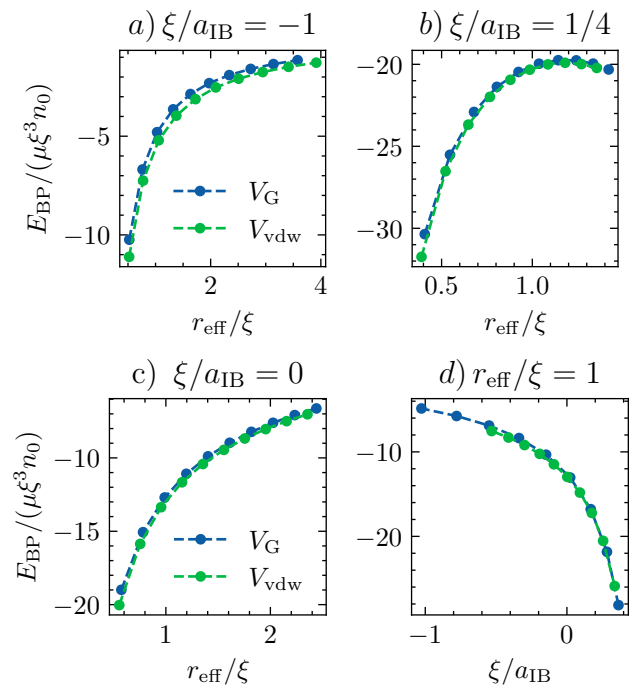 a) ξ/a_IB = −1
E_BP/(μξ³n₀)
−5
−10
2
4
r_eff/ξ
V_G
V_vdw
b) ξ/a_IB = 1/4
−20
−25
−30
0.5
1.0
r_eff/ξ
c) ξ/a_IB = 0
E_BP/(μξ³n₀)
−10
−15
−20
1
2
r_eff/ξ
V_G
V_vdw
d) r_eff/ξ = 1
−10
−20
−1
0
ξ/a_IB